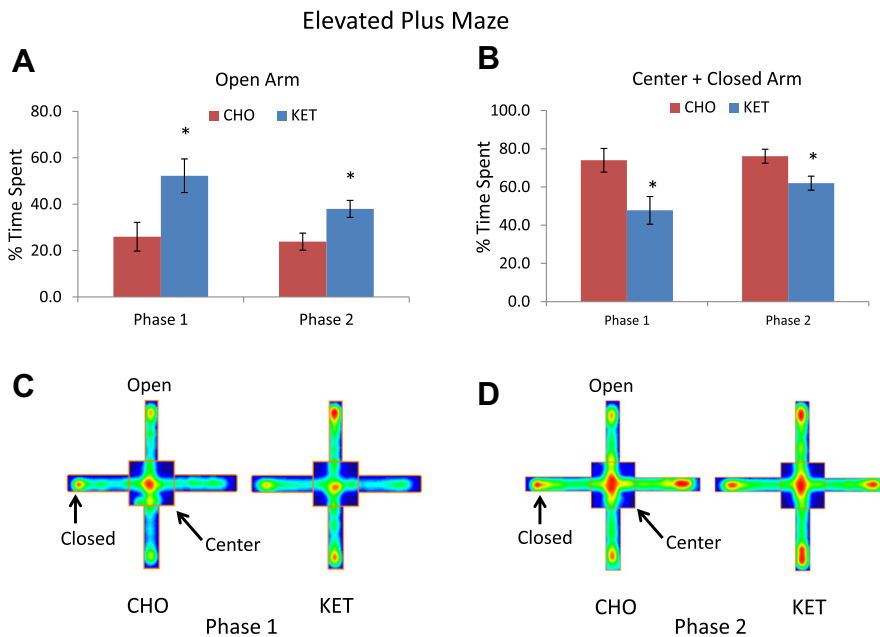 Elevated Plus Maze
A
Open Arm
CHO KET
% Time Spent
80.0
60.0
40.0
20.0
0.0
*
*
Phase 1 Phase 2
B
Center + Closed Arm
CHO KET
% Time Spent
100.0
80.0
60.0
40.0
20.0
0.0
*
*
Phase 1 Phase 2
C
Open
Closed
Center
CHO KET
Phase 1
D
Open
Closed
Center
CHO KET
Phase 2